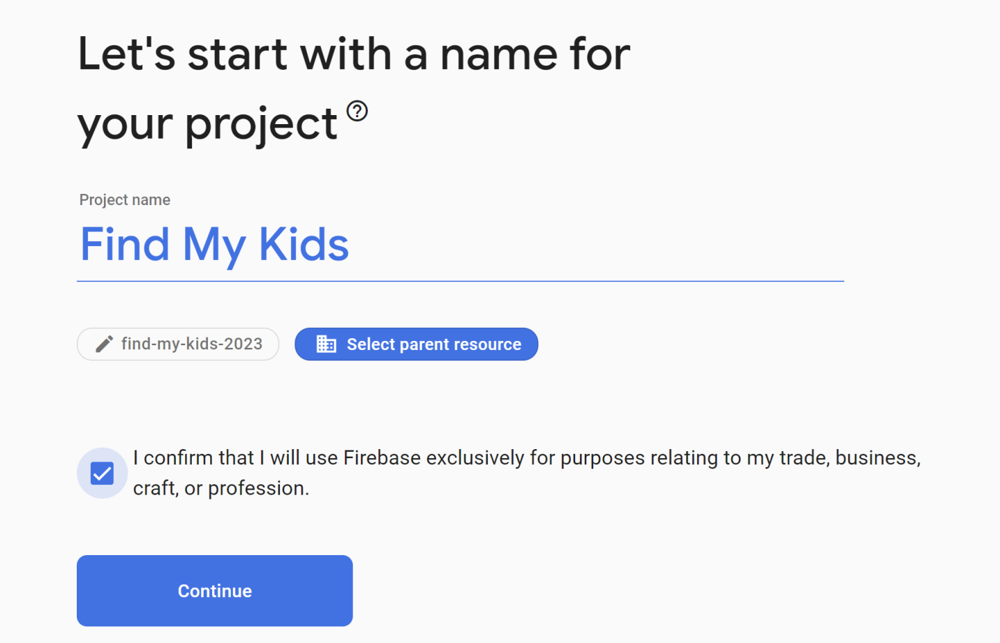 Let's start with a name for
your project
Project name
Find My Kids
find-my-kids-2023
Select parent resource
I confirm that I will use Firebase exclusively for purposes relating to my trade, business,
craft, or profession.
Continue